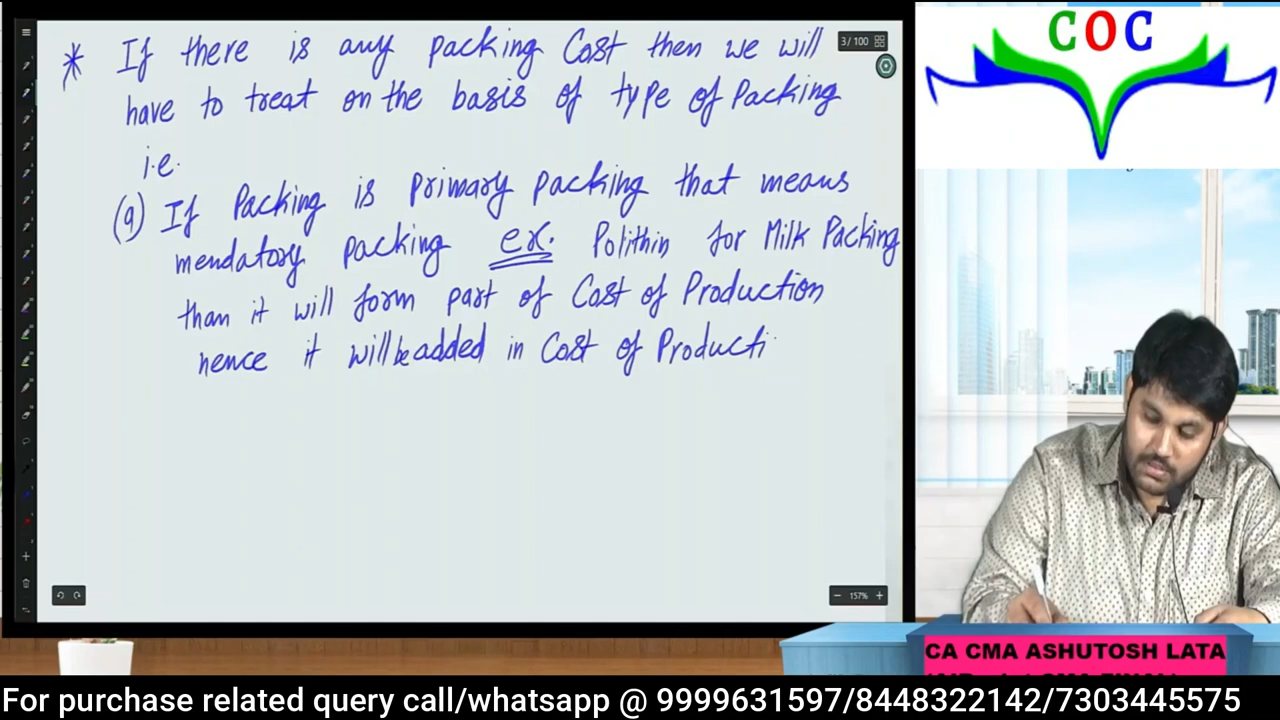 * If there is any packing Cost then we will
have to treat on the basis of type of Packing
i.e.
(9) If Packing is primary packing that means
mendatory packing ex. Polithin for Milk Packing
than it will form part of Cost of Production
hence it will be added in Cost of Producti
3 / 100
157%
COC
CA CMA ASHUTOSH LATA
For purchase related query call/whatsapp @ 9999631597/8448322142/7303445575